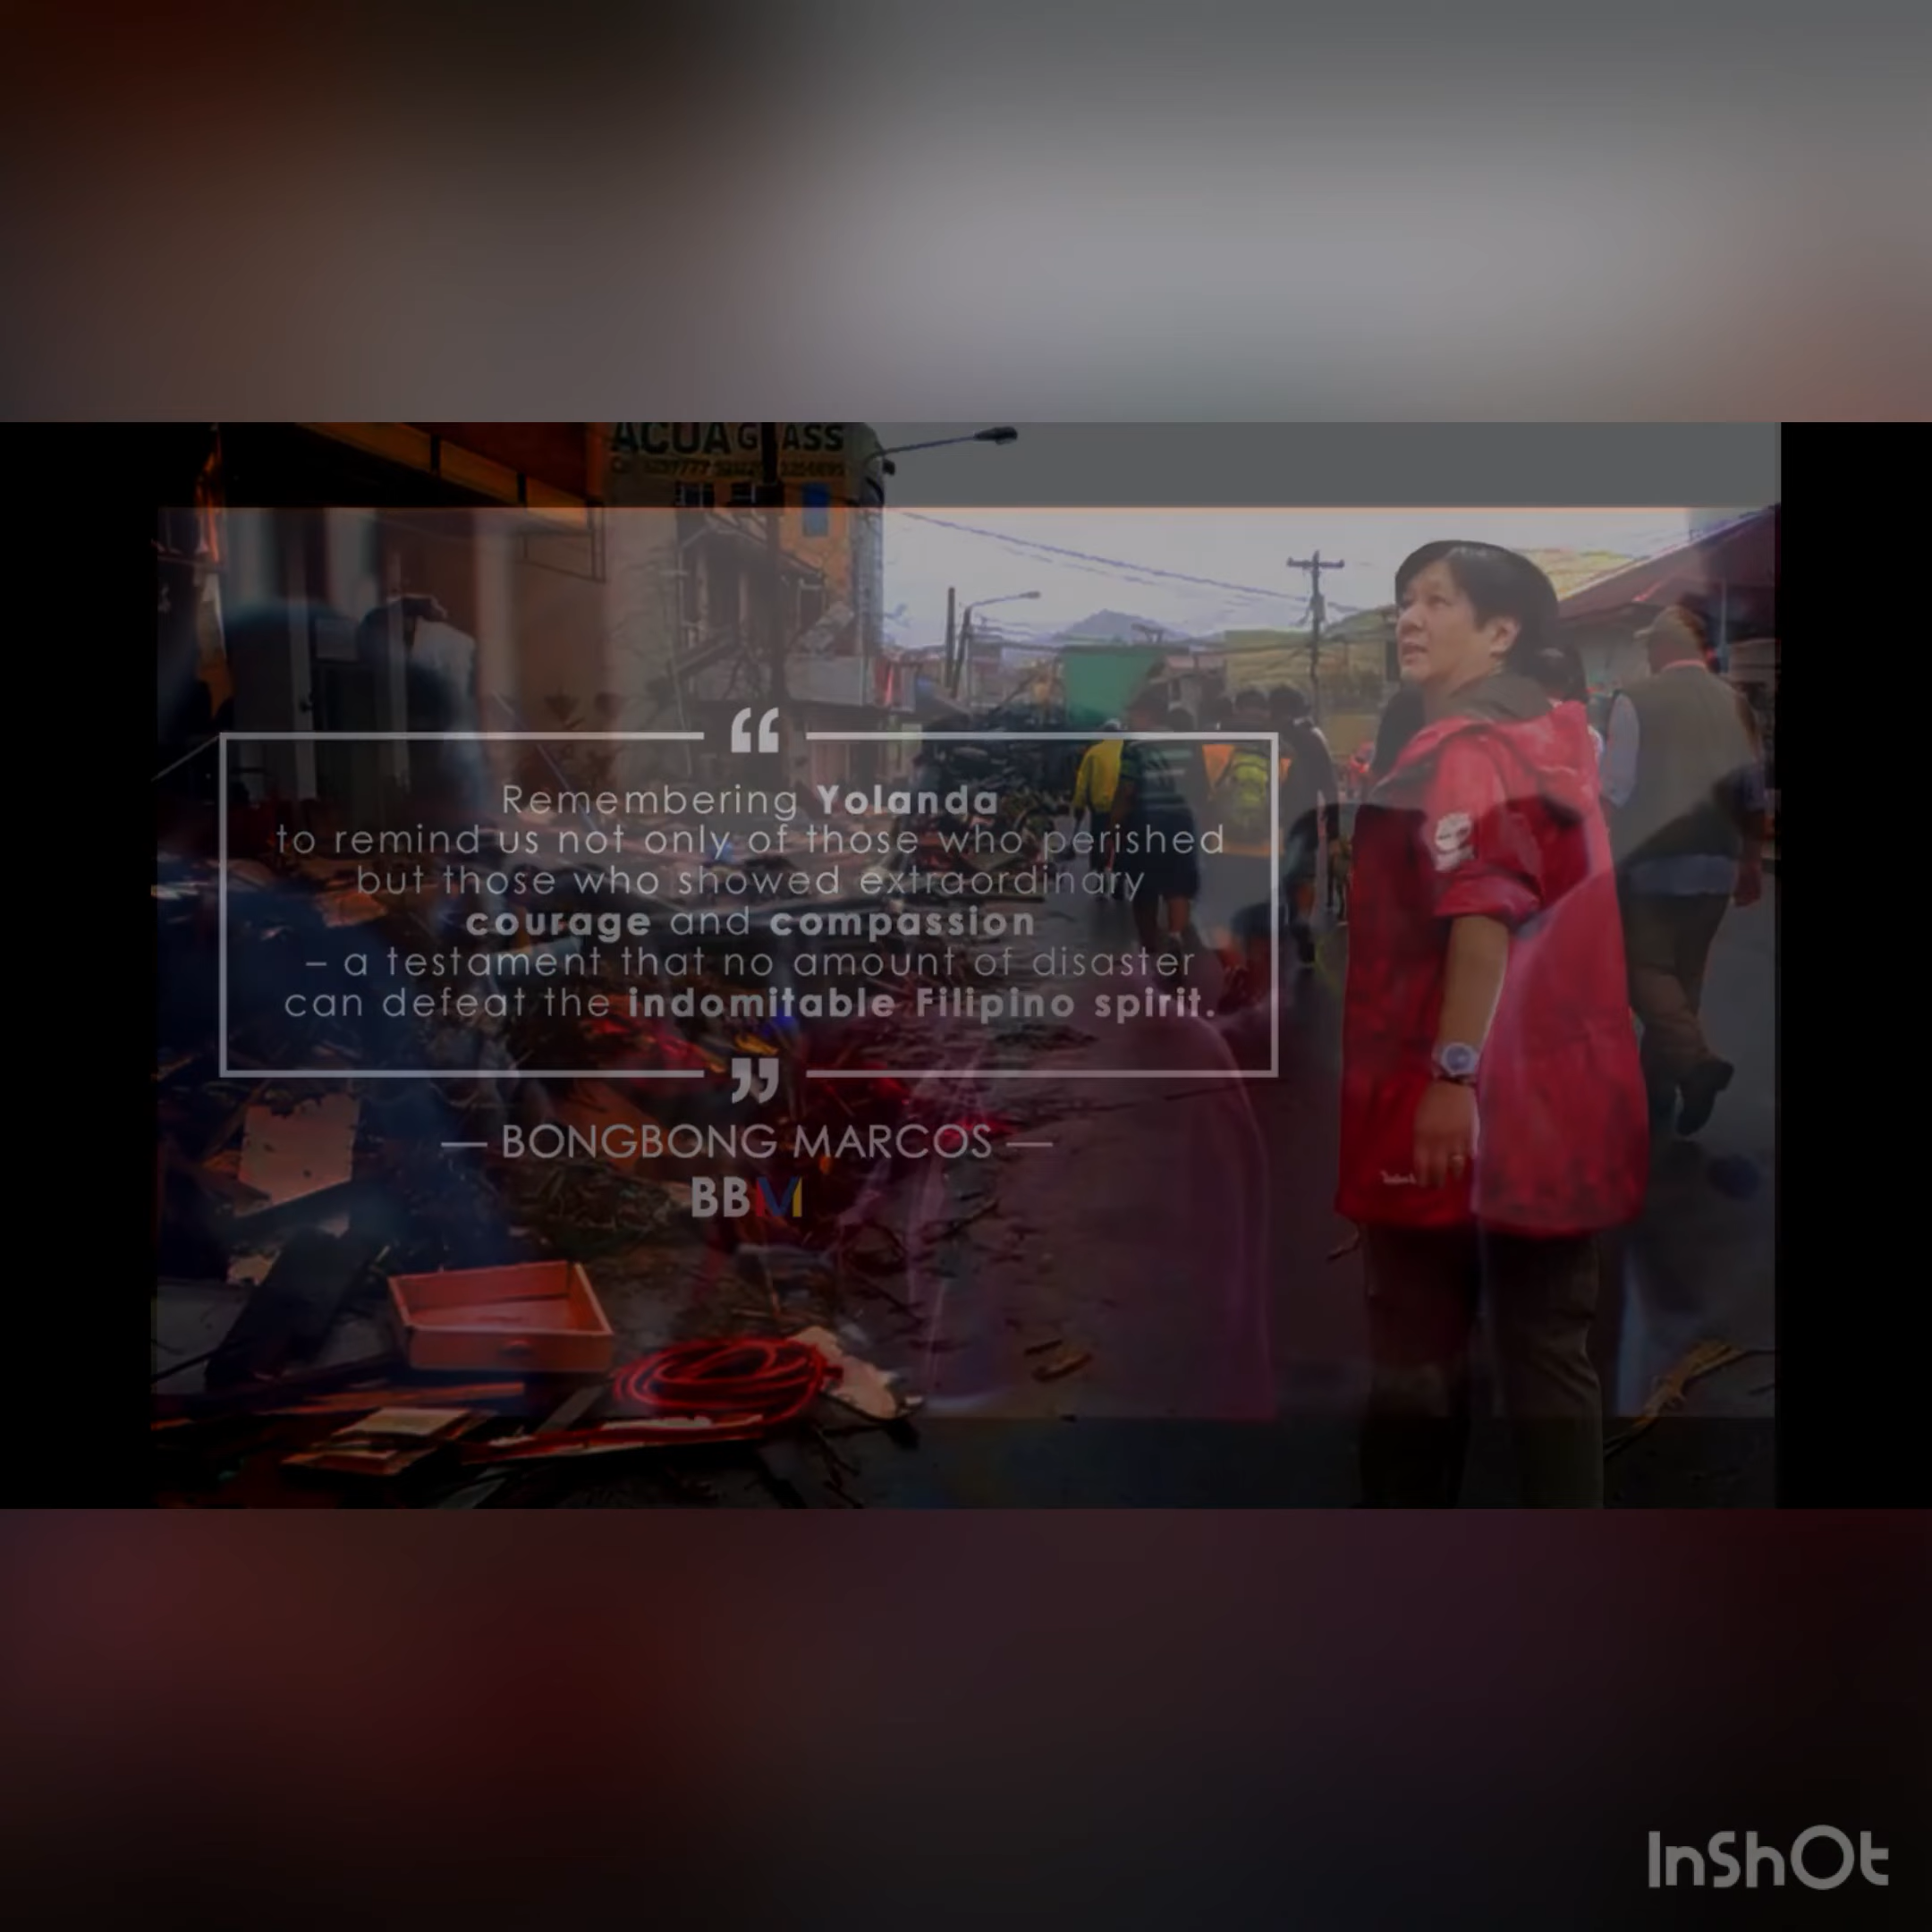 ACUA G ASS
“
Remembering Yolanda
to remind us not only of those who perished
but those who showed extraordinary
courage and compassion
– a testament that no amount of disaster
can defeat the indomitable Filipino spirit.
”
— BONGBONG MARCOS —
BBM
InShOt